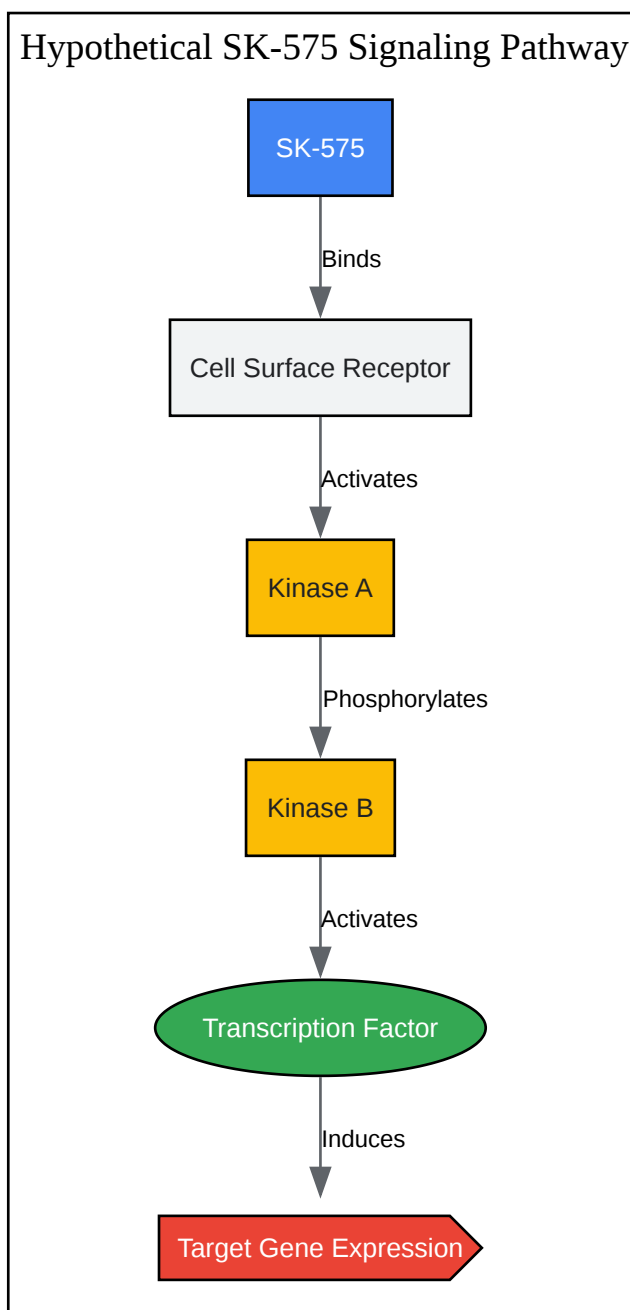 Hypothetical SK-575 Signaling Pathway
SK-575
Binds
Cell Surface Receptor
Activates
Kinase A
Phosphorylates
Kinase B
Activates
Transcription Factor
Induces
Target Gene Expression